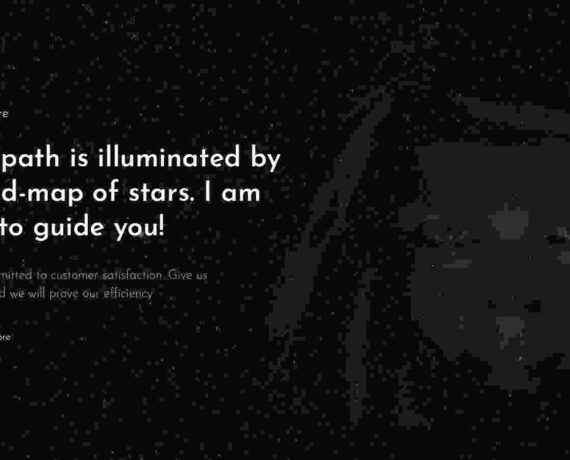 re
path is illuminated by
d-map of stars. I am
to guide you!
mitted to customer satisfaction. Give us
d we will prove our efficiency
ore